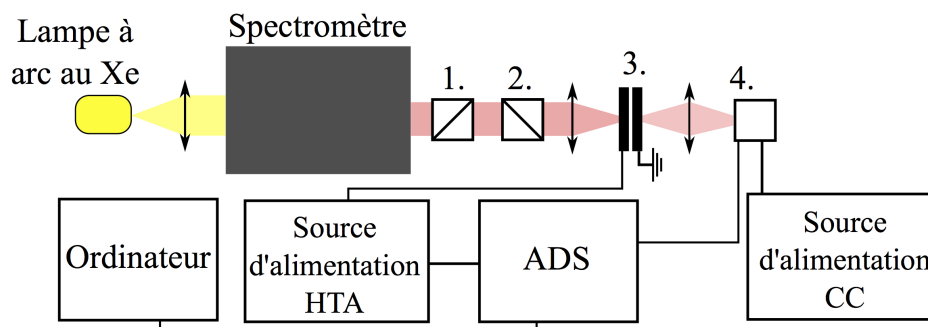 Lampe à
arc au Xe
Spectromètre
1.
2.
3.
4.
Ordinateur
Source
d'alimentation
HTA
ADS
Source
d'alimentation
CC